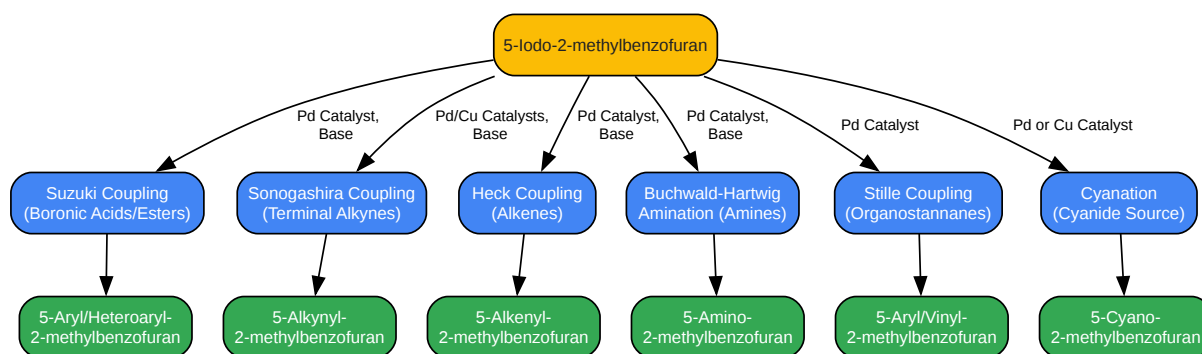 5-Iodo-2-methylbenzofuran
Pd Catalyst,
Base
Pd/Cu Catalysts,
Base
Pd Catalyst,
Base
Pd Catalyst,
Base
Pd Catalyst
Pd or Cu Catalyst
Suzuki Coupling
(Boronic Acids/Esters)
Sonogashira Coupling
(Terminal Alkynes)
Heck Coupling
(Alkenes)
Buchwald-Hartwig
Amination (Amines)
Stille Coupling
(Organostannanes)
Cyanation
(Cyanide Source)
5-Aryl/Heteroaryl-
2-methylbenzofuran
5-Alkynyl-
2-methylbenzofuran
5-Alkenyl-
2-methylbenzofuran
5-Amino-
2-methylbenzofuran
5-Aryl/Vinyl-
2-methylbenzofuran
5-Cyano-
2-methylbenzofuran